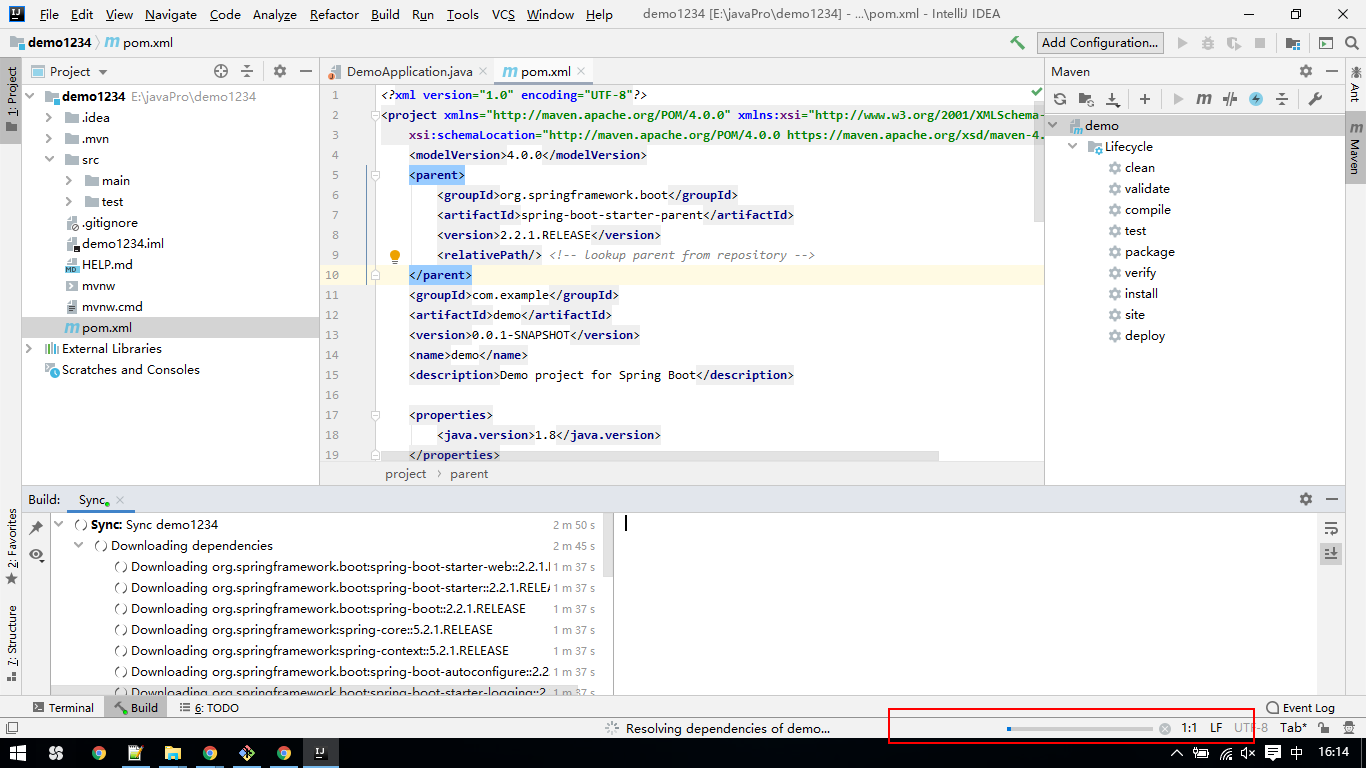 File Edit View Navigate Code Analyze Refactor Build Run Tools VCS Window Help demo1234 [E:\javaPro\demo1234] - ...\pom.xml - IntelliJ IDEA
demo1234 pom.xml Add Configuration...
1: Project
Project
demo1234 E:\javaPro\demo1234
.idea
.mvn
src
main
test
.gitignore
demo1234.iml
HELP.md
mvnw
mvnw.cmd
pom.xml
External Libraries
Scratches and Consoles
DemoApplication.java pom.xml
1 <?xml version="1.0" encoding="UTF-8"?>
2 <project xmlns="http://maven.apache.org/POM/4.0.0" xmlns:xsi="http://www.w3.org/2001/XMLSchema-
3 xsi:schemaLocation="http://maven.apache.org/POM/4.0.0 https://maven.apache.org/xsd/maven-4.
4 <modelVersion>4.0.0</modelVersion>
5 <parent>
6 <groupId>org.springframework.boot</groupId>
7 <artifactId>spring-boot-starter-parent</artifactId>
8 <version>2.2.1.RELEASE</version>
9 <relativePath/> <!-- lookup parent from repository -->
10 </parent>
11 <groupId>com.example</groupId>
12 <artifactId>demo</artifactId>
13 <version>0.0.1-SNAPSHOT</version>
14 <name>demo</name>
15 <description>Demo project for Spring Boot</description>
16
17 <properties>
18 <java.version>1.8</java.version>
19 </properties>
project parent
Maven
demo
Lifecycle
clean
validate
compile
test
package
verify
install
site
deploy
Ant
Maven
Build: Sync
Sync: Sync demo1234 2 m 50 s
Downloading dependencies 2 m 45 s
Downloading org.springframework.boot:spring-boot-starter-web::2.2.1.I 1 m 37 s
Downloading org.springframework.boot:spring-boot-starter::2.2.1.RELEA 1 m 37 s
Downloading org.springframework.boot:spring-boot::2.2.1.RELEASE 1 m 37 s
Downloading org.springframework:spring-core::5.2.1.RELEASE 1 m 37 s
Downloading org.springframework:spring-context::5.2.1.RELEASE 1 m 37 s
Downloading org.springframework.boot:spring-boot-autoconfigure::2.2 1 m 37 s
Downloading org.springframework.boot:spring-boot-starter-logging::2 1 m 37 s
2: Favorites
7: Structure
Terminal Build 6: TODO Event Log
Resolving dependencies of demo... 1:1 LF UTF-8 Tab*
IJ 中 16:14